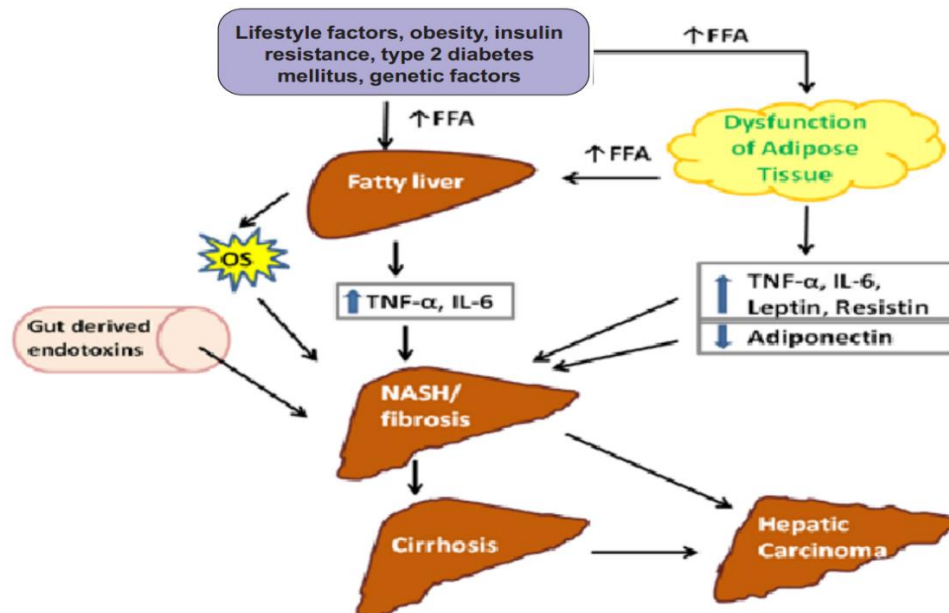 Lifestyle factors, obesity, insulin
resistance, type 2 diabetes
mellitus, genetic factors
↑FFA
↑FFA
Dysfunction
of Adipose
Tissue
↑FFA
Fatty liver
OS
TNF-α, IL-6
TNF-α, IL-6,
Leptin, Resistin
Adiponectin
Gut derived
endotoxins
NASH/
fibrosis
Cirrhosis
Hepatic
Carcinoma